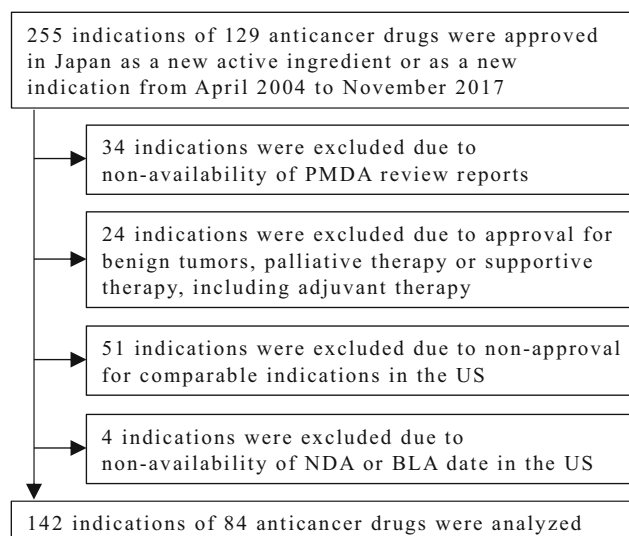 255 indications of 129 anticancer drugs were approved
in Japan as a new active ingredient or as a new
indication from April 2004 to November 2017
34 indications were excluded due to
non-availability of PMDA review reports
24 indications were excluded due to approval for
benign tumors, palliative therapy or supportive
therapy, including adjuvant therapy
51 indications were excluded due to non-approval
for comparable indications in the US
4 indications were excluded due to
non-availability of NDA or BLA date in the US
142 indications of 84 anticancer drugs were analyzed